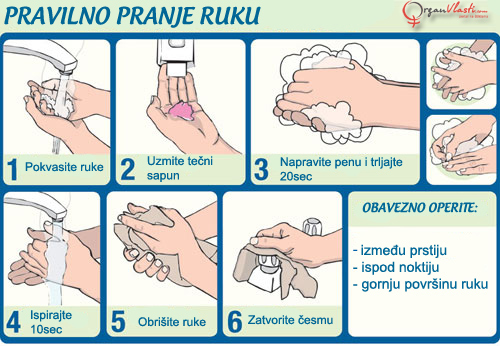 PRAVILNO PRANJE RUKU
OrganVlasti.com
1 Pokvasite ruke
2 Uzmite tečni
sapun
3 Napravite penu i trljajte
20sec
4 Ispirajte
10sec
5 Obrišite ruke
6 Zatvorite česmu
OBAVEZNO OPERITE:
- između prstiju
- ispod noktiju
- gornju površinu ruku